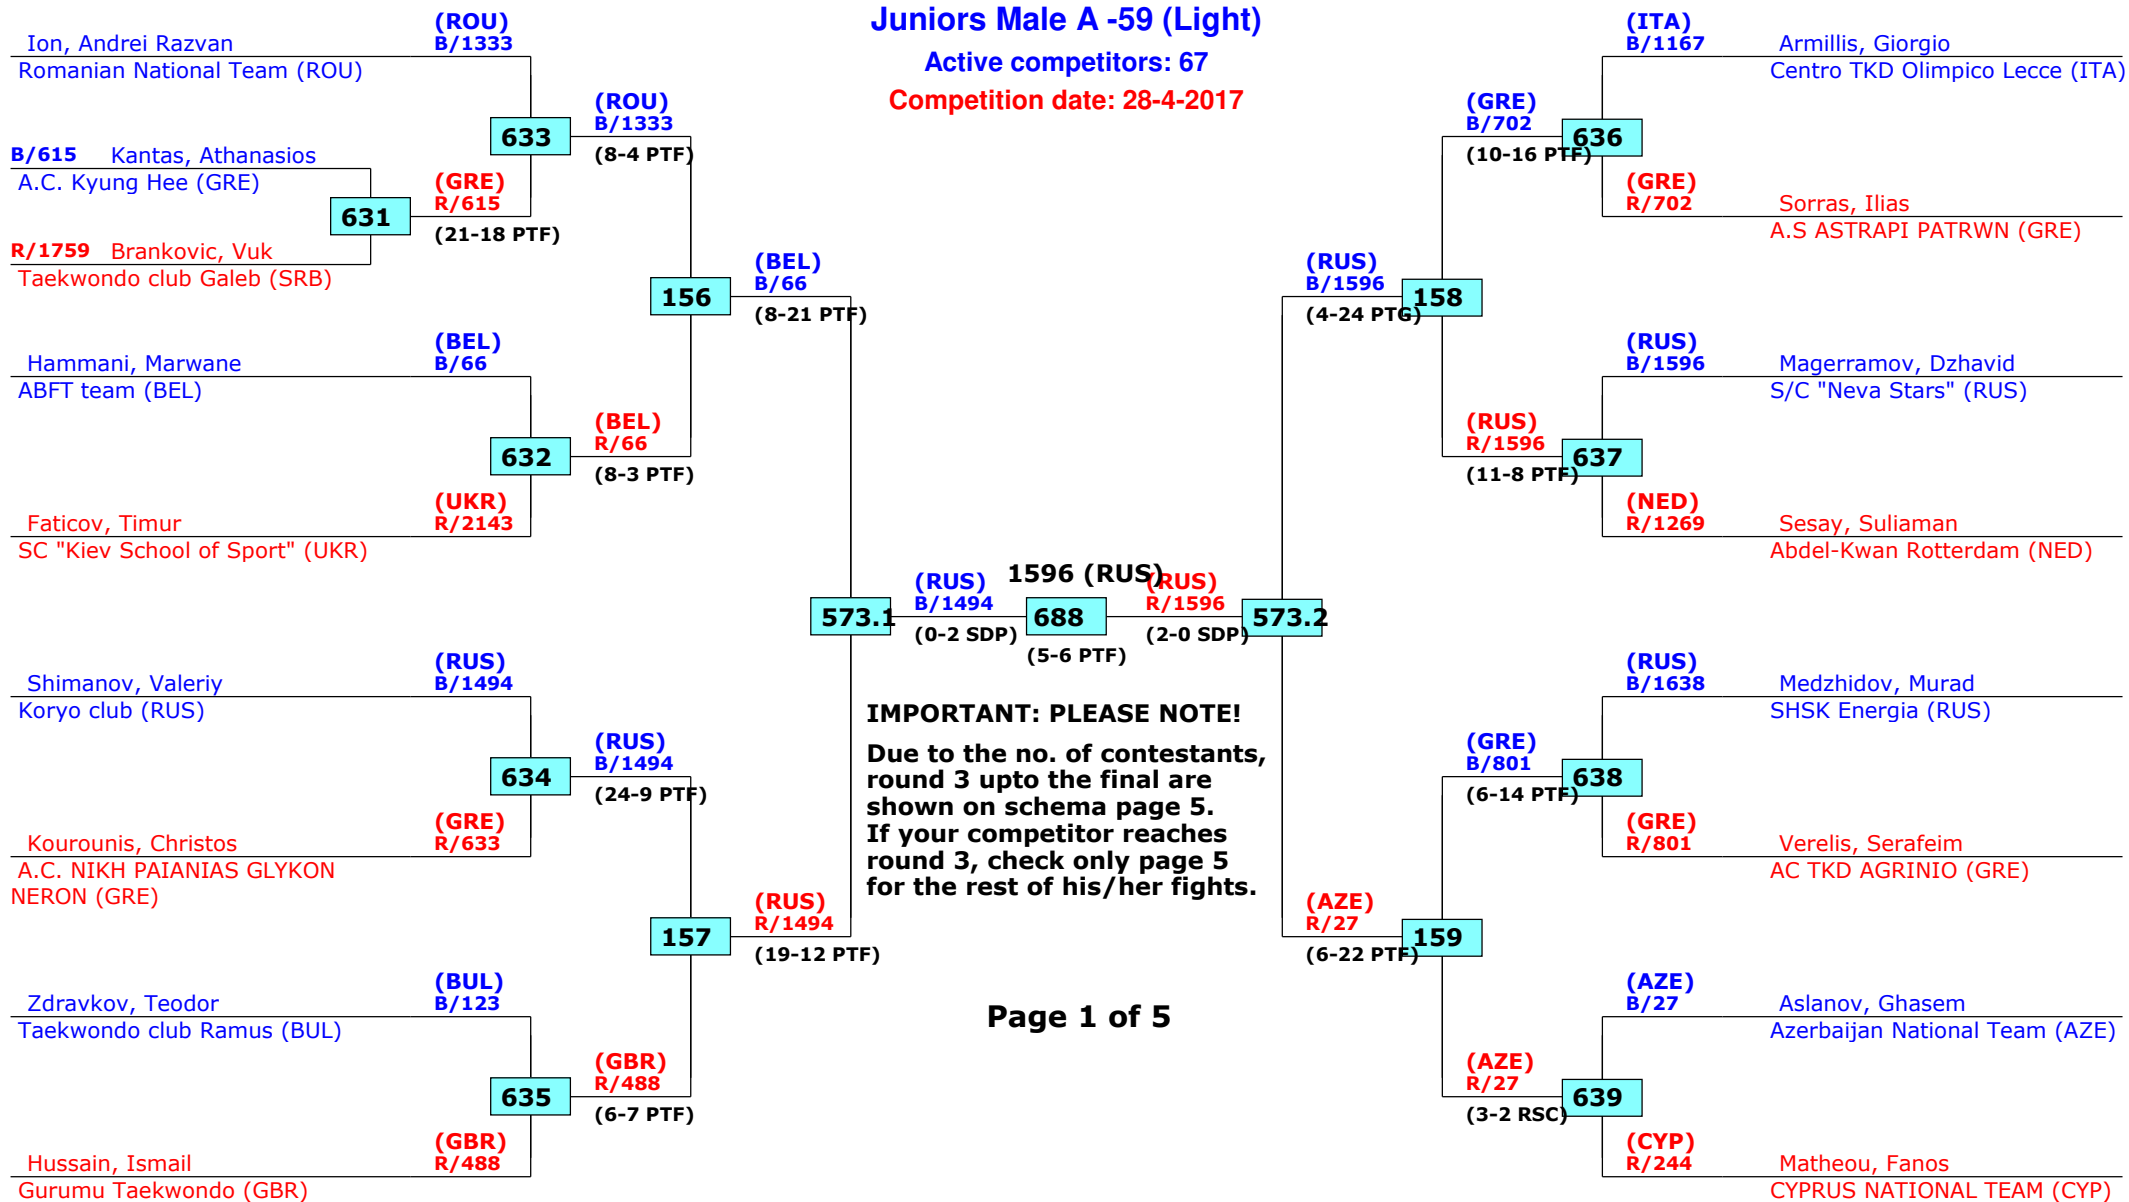 Juniors Male A -59 (Light)
Active competitors: 67
Competition date: 28-4-2017
Ion, Andrei Razvan
(ROU)
B/1333
Romanian National Team (ROU)
633
(ROU)
B/1333
(8-4 PTF)
B/615 Kantas, Athanasios
A.C. Kyung Hee (GRE)
631
(GRE)
R/615
(21-18 PTF)
R/1759 Brankovic, Vuk
Taekwondo club Galeb (SRB)
156
(BEL)
B/66
(8-21 PTF)
Hammani, Marwane
(BEL)
B/66
ABFT team (BEL)
632
(BEL)
R/66
(8-3 PTF)
Faticov, Timur
(UKR)
R/2143
SC "Kiev School of Sport" (UKR)
573.1
(RUS)
B/1494
(0-2 SDP)
1596 (RUS)
688
(5-6 PTF)
(RUS)
R/1596
(2-0 SDP)
573.2
Shimanov, Valeriy
(RUS)
B/1494
Koryo club (RUS)
634
(RUS)
B/1494
(24-9 PTF)
Kourounis, Christos
(GRE)
R/633
A.C. NIKH PAIANIAS GLYKON
NERON (GRE)
157
(RUS)
R/1494
(19-12 PTF)
Zdravkov, Teodor
(BUL)
B/123
Taekwondo club Ramus (BUL)
635
(GBR)
R/488
(6-7 PTF)
Hussain, Ismail
(GBR)
R/488
Gurumu Taekwondo (GBR)
IMPORTANT: PLEASE NOTE!
Due to the no. of contestants,
round 3 upto the final are
shown on schema page 5.
If your competitor reaches
round 3, check only page 5
for the rest of his/her fights.
Page 1 of 5
(ITA)
B/1167
Armillis, Giorgio
Centro TKD Olimpico Lecce (ITA)
(GRE)
B/702
(10-16 PTF)
636
(GRE)
R/702
Sorras, Ilias
A.S ASTRAPI PATRWN (GRE)
(RUS)
B/1596
(4-24 PTG)
158
(RUS)
B/1596
Magerramov, Dzhavid
S/C "Neva Stars" (RUS)
(RUS)
R/1596
(11-8 PTF)
637
(NED)
R/1269
Sesay, Suliaman
Abdel-Kwan Rotterdam (NED)
(RUS)
B/1638
Medzhidov, Murad
SHSK Energia (RUS)
(GRE)
B/801
(6-14 PTF)
638
(GRE)
R/801
Verelis, Serafeim
AC TKD AGRINIO (GRE)
(AZE)
R/27
(6-22 PTF)
159
(AZE)
B/27
Aslanov, Ghasem
Azerbaijan National Team (AZE)
(AZE)
R/27
(3-2 RSC)
639
(CYP)
R/244
Matheou, Fanos
CYPRUS NATIONAL TEAM (CYP)